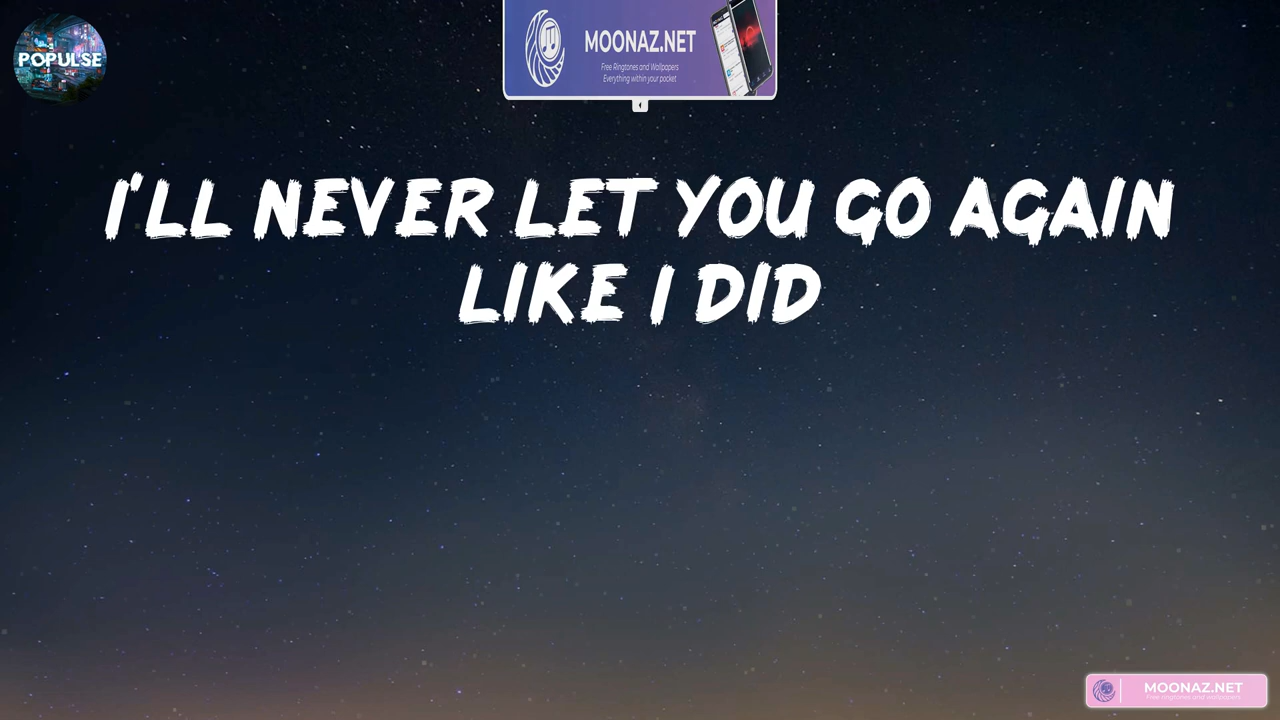 POPULSE
MOONAZ.NET
Free Ringtones and Wallpapers
Everything within your pocket
I'LL NEVER LET YOU GO AGAIN
LIKE I DID
MOONAZ.NET
Free ringtones and wallpapers